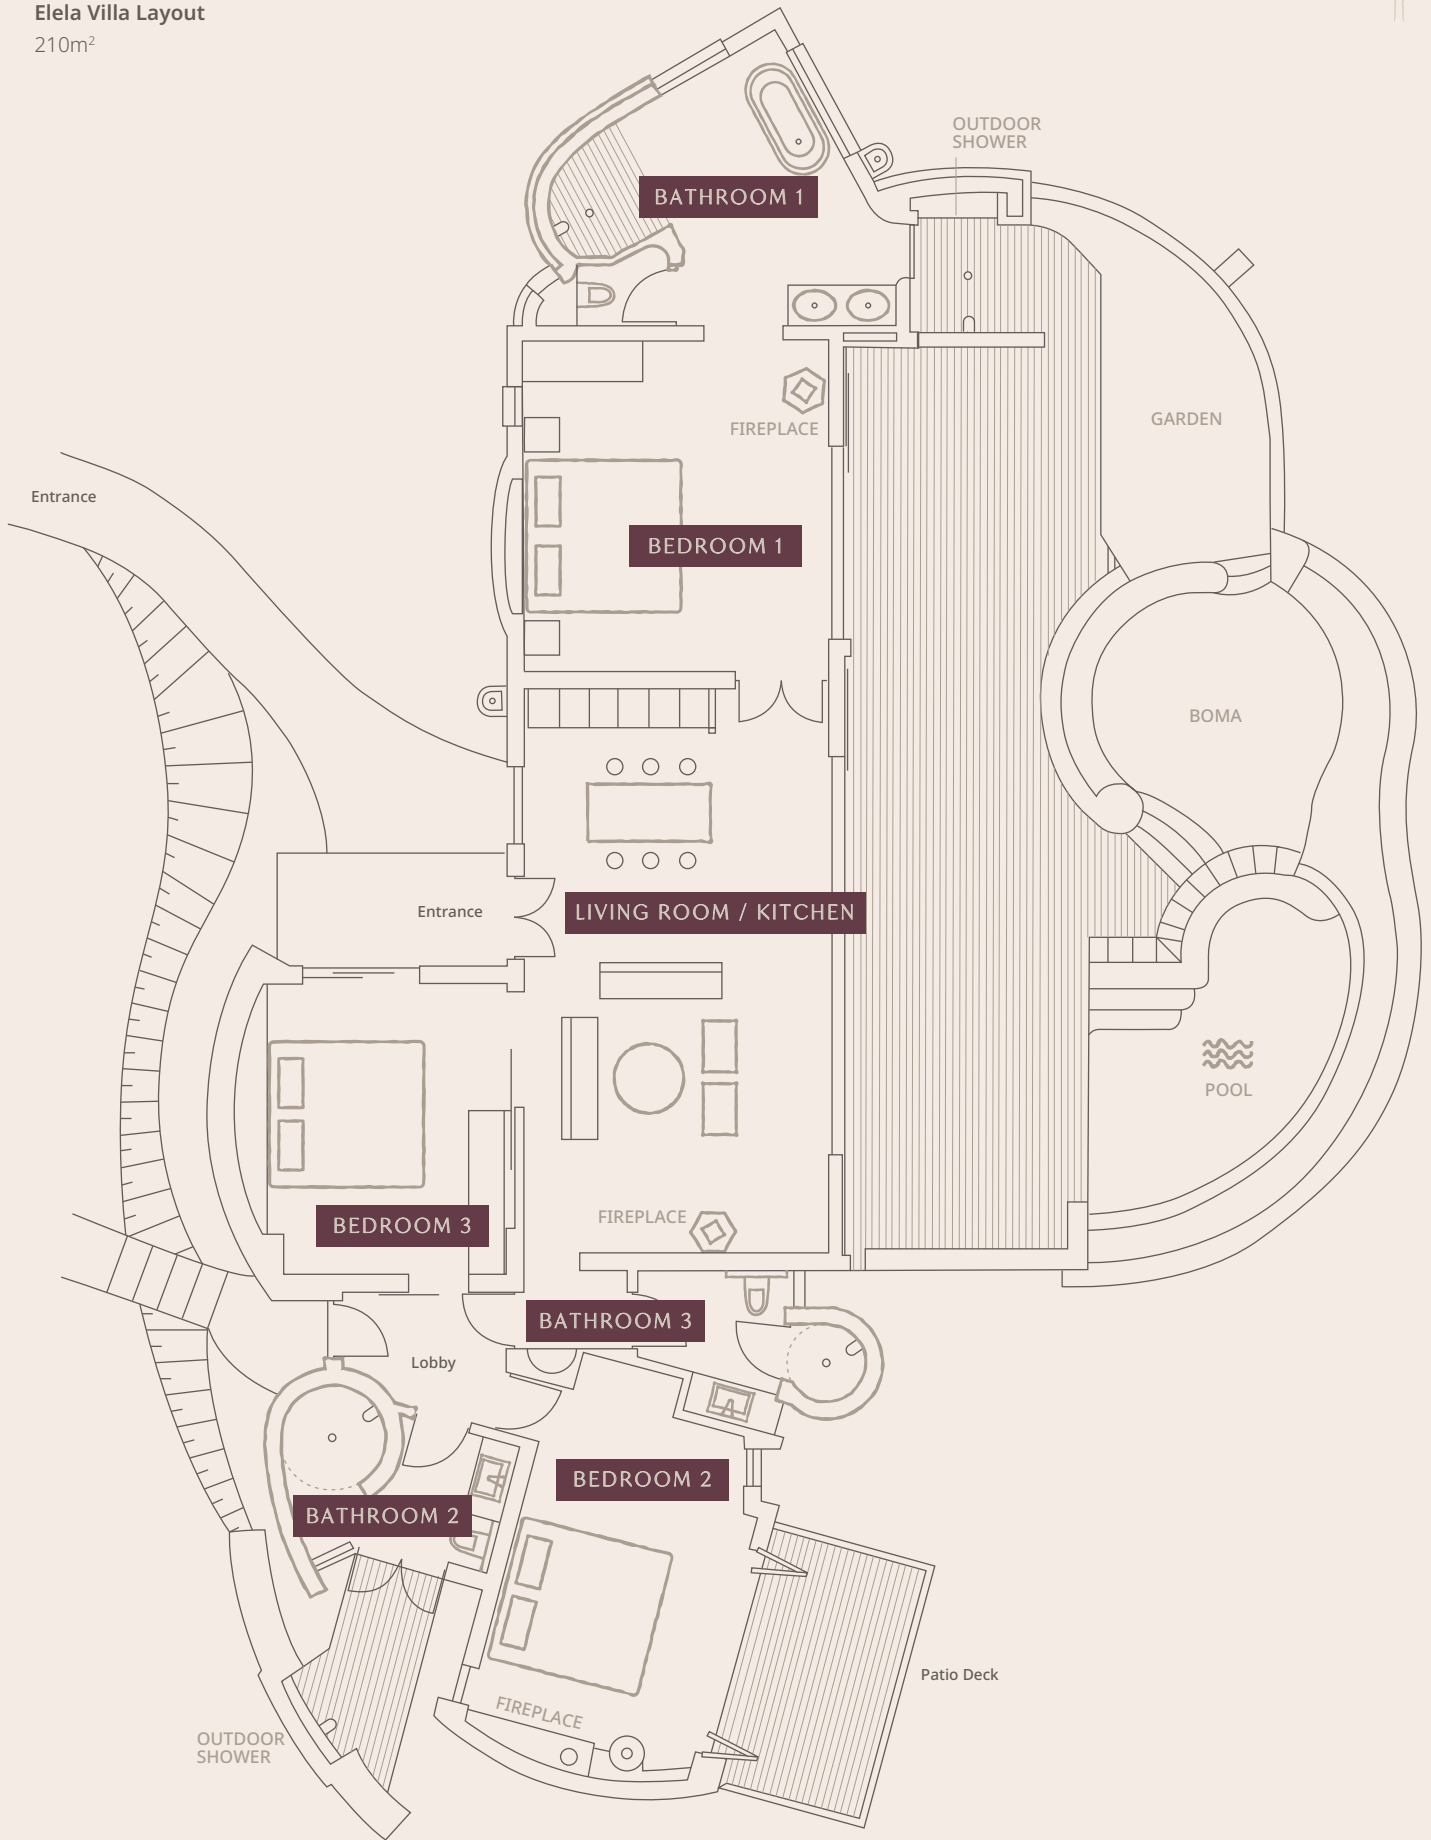 Elela Villa Layout
210m²
OUTDOOR
SHOWER
BATHROOM 1
GARDEN
FIREPLACE
Entrance
BEDROOM 1
BOMA
LIVING ROOM / KITCHEN
Entrance
POOL
FIREPLACE
BEDROOM 3
BATHROOM 3
Lobby
BEDROOM 2
BATHROOM 2
Patio Deck
FIREPLACE
OUTDOOR
SHOWER